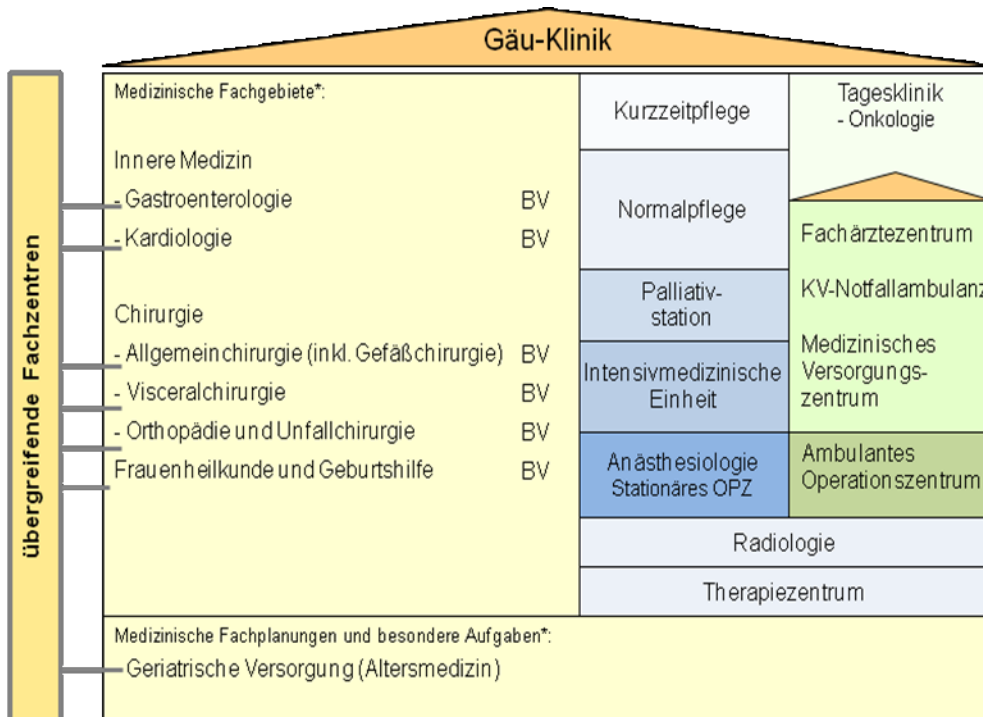 Gäu-Klinik
übergreifende Fachzentren
Medizinische Fachgebiete*:
Innere Medizin
- Gastroenterologie BV
- Kardiologie BV
Chirurgie
- Allgemeinchirurgie (inkl. Gefäßchirurgie) BV
- Visceralchirurgie BV
- Orthopädie und Unfallchirurgie BV
Frauenheilkunde und Geburtshilfe BV
Kurzzeitpflege
Normalpflege
Palliativ-
station
Intensivmedizinische
Einheit
Anästhesiologie
Stationäres OPZ
Tagesklinik
- Onkologie
Fachärztezentrum
KV-Notfallambulanz
Medizinisches
Versorgungs-
zentrum
Ambulantes
Operationszentrum
Radiologie
Therapiezentrum
Medizinische Fachplanungen und besondere Aufgaben*:
- Geriatrische Versorgung (Altersmedizin)